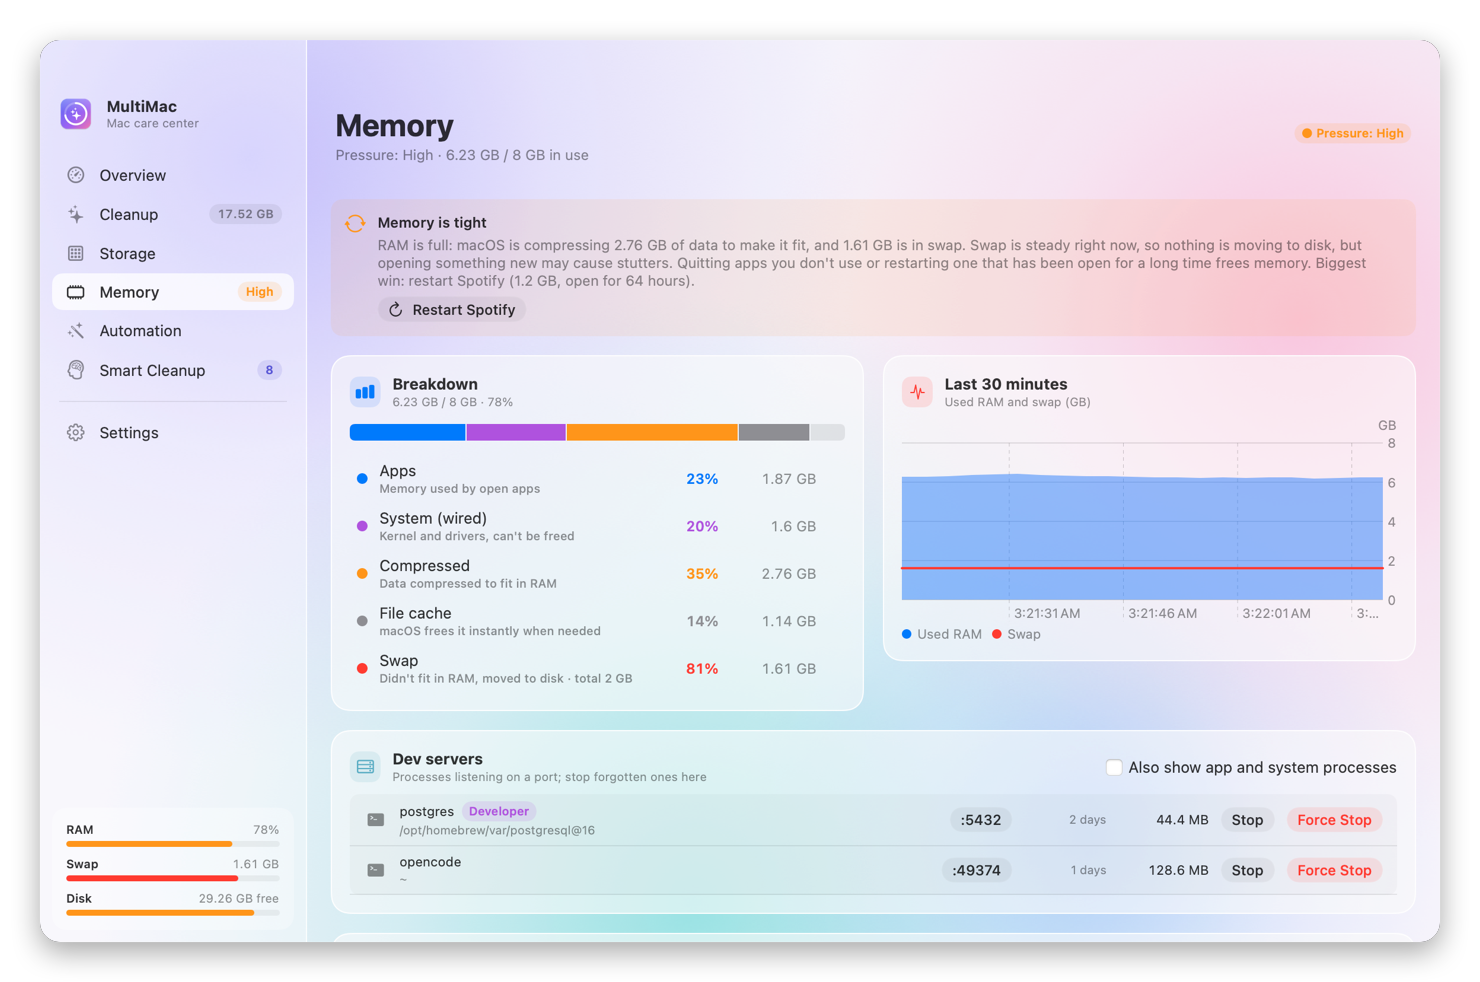 MultiMac
Mac care center
Overview
Cleanup 17.52 GB
Storage
Memory High
Automation
Smart Cleanup 8
Settings
RAM 78%
Swap 1.61 GB
Disk 29.26 GB free
Memory
Pressure: High · 6.23 GB / 8 GB in use
Pressure: High
Memory is tight
RAM is full: macOS is compressing 2.76 GB of data to make it fit, and 1.61 GB is in swap. Swap is steady right now, so nothing is moving to disk, but
opening something new may cause stutters. Quitting apps you don't use or restarting one that has been open for a long time frees memory. Biggest
win: restart Spotify (1.2 GB, open for 64 hours).
Restart Spotify
Breakdown
6.23 GB / 8 GB · 78%
Apps 23% 1.87 GB
Memory used by open apps
System (wired) 20% 1.6 GB
Kernel and drivers, can't be freed
Compressed 35% 2.76 GB
Data compressed to fit in RAM
File cache 14% 1.14 GB
macOS frees it instantly when needed
Swap 81% 1.61 GB
Didn't fit in RAM, moved to disk · total 2 GB
Last 30 minutes
Used RAM and swap (GB)
GB
8
6
4
2
0
3:21:31 AM 3:21:46 AM 3:22:01 AM 3:...
Used RAM Swap
Dev servers
Processes listening on a port; stop forgotten ones here
Also show app and system processes
postgres Developer :5432 2 days 44.4 MB Stop Force Stop
/opt/homebrew/var/postgresql@16
opencode :49374 1 days 128.6 MB Stop Force Stop
~